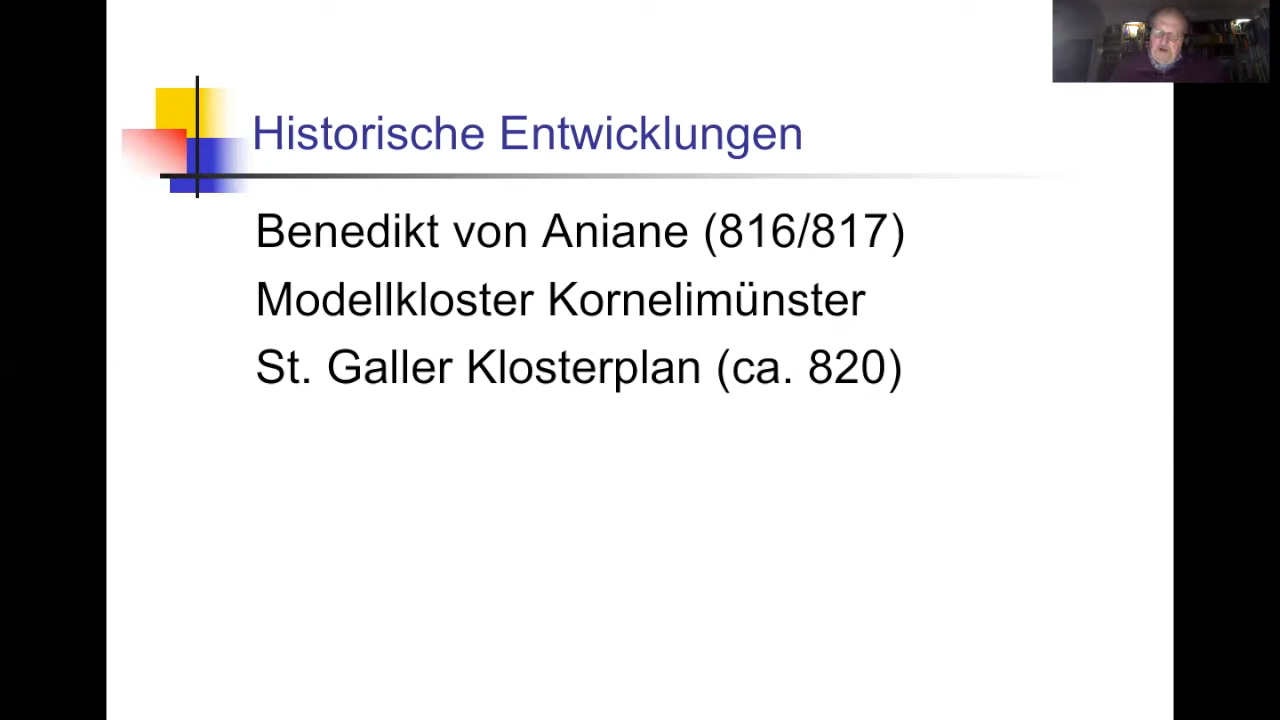 Historische Entwicklungen
Benedikt von Aniane (816/817)
Modellkloster Kornelimünster
St. Galler Klosterplan (ca. 820)